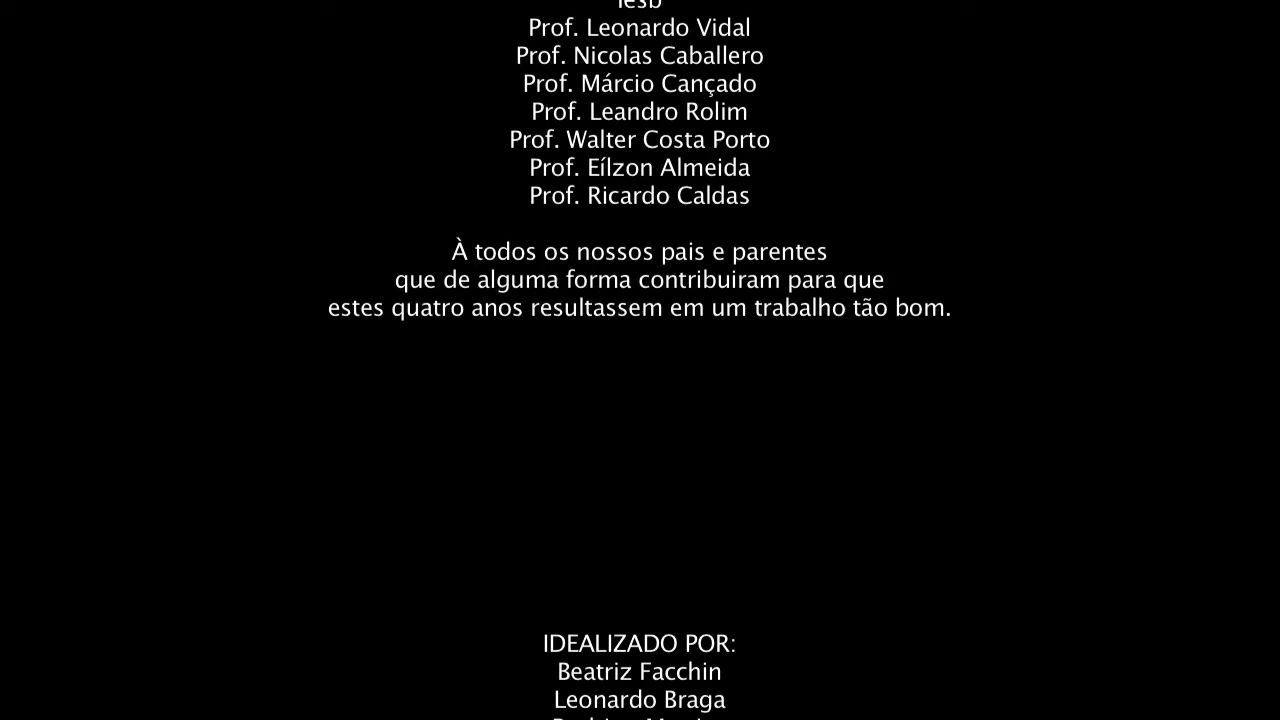 Iesb
Prof. Leonardo Vidal
Prof. Nicolas Caballero
Prof. Márcio Cançado
Prof. Leandro Rolim
Prof. Walter Costa Porto
Prof. Eílzon Almeida
Prof. Ricardo Caldas
À todos os nossos pais e parentes
que de alguma forma contribuiram para que
estes quatro anos resultassem em um trabalho tão bom.
IDEALIZADO POR:
Beatriz Facchin
Leonardo Braga